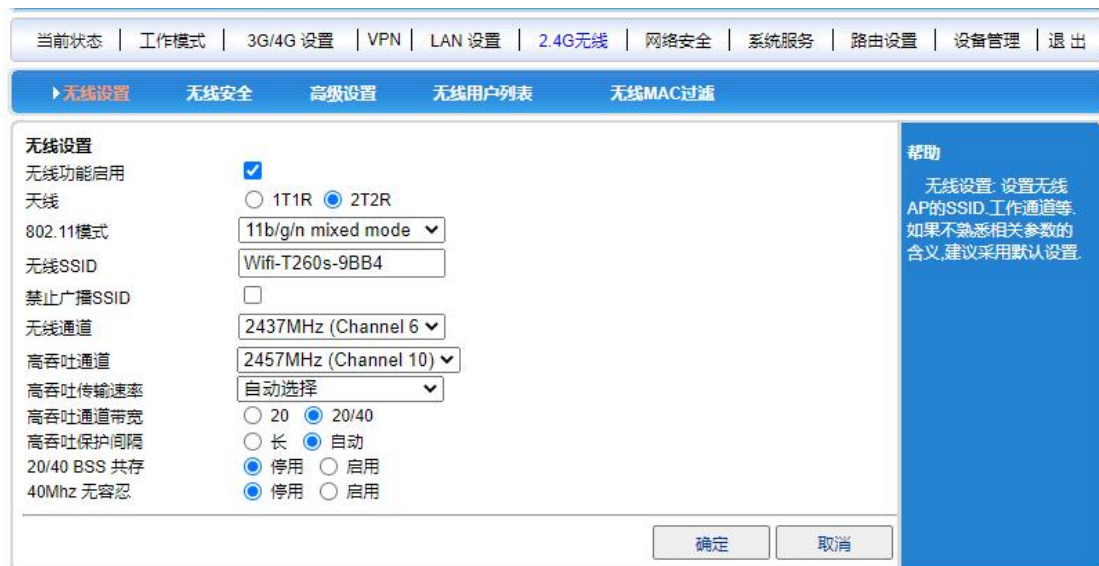 当前状态 | 工作模式 | 3G/4G 设置 | VPN | LAN 设置 | 2.4G无线 | 网络安全 | 系统服务 | 路由设置 | 设备管理 | 退 出
无线设置 无线安全 高级设置 无线用户列表 无线MAC过滤
无线设置
无线功能启用
天线 1T1R 2T2R
802.11模式 11b/g/n mixed mode
无线SSID Wifi-T260s-9BB4
禁止广播SSID
无线通道 2437MHz (Channel 6
高吞吐通道 2457MHz (Channel 10)
高吞吐传输速率 自动选择
高吞吐通道带宽 20 20/40
高吞吐保护间隔 长 自动
20/40 BSS 共存 停用 启用
40Mhz 无容忍 停用 启用
确定 取消
帮助
无线设置: 设置无线
AP的SSID.工作通道等.
如果不熟悉相关参数的
含义,建议采用默认设置.